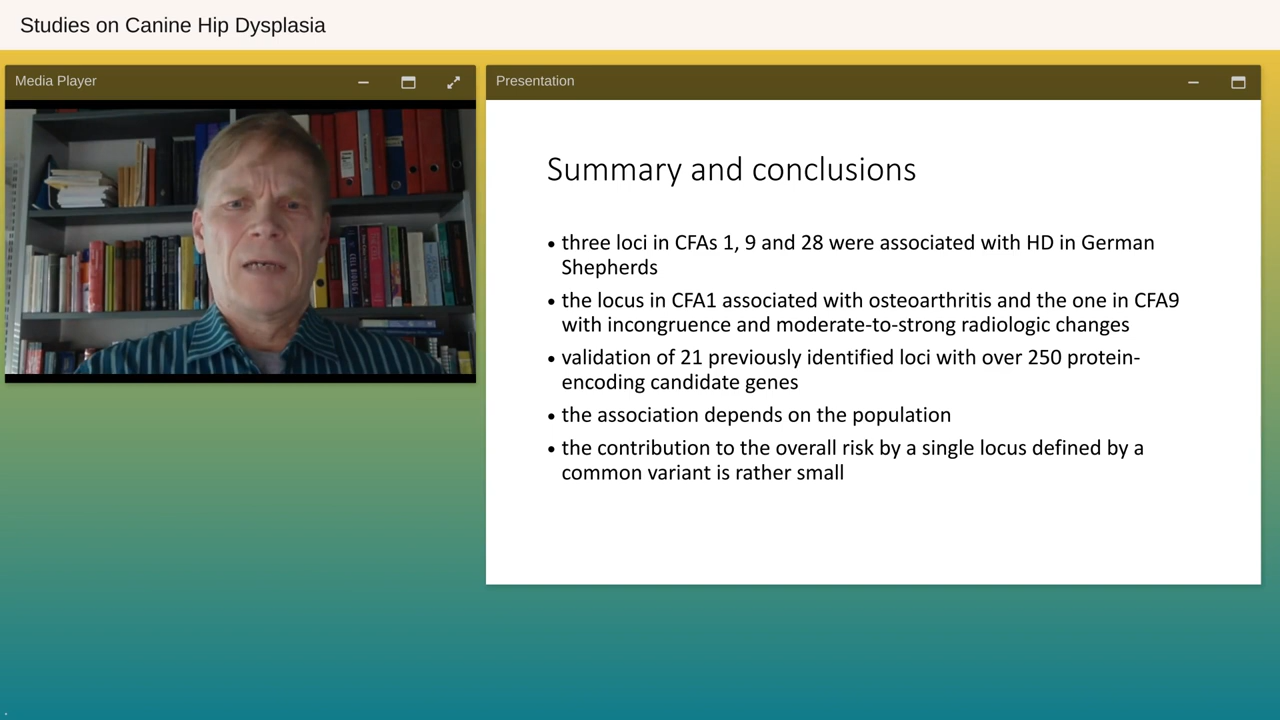 Studies on Canine Hip Dysplasia
Media Player
Presentation
Summary and conclusions
• three loci in CFAs 1, 9 and 28 were associated with HD in German
Shepherds
• the locus in CFA1 associated with osteoarthritis and the one in CFA9
with incongruence and moderate-to-strong radiologic changes
• validation of 21 previously identified loci with over 250 protein-
encoding candidate genes
• the association depends on the population
• the contribution to the overall risk by a single locus defined by a
common variant is rather small
CELL BIOLOGY